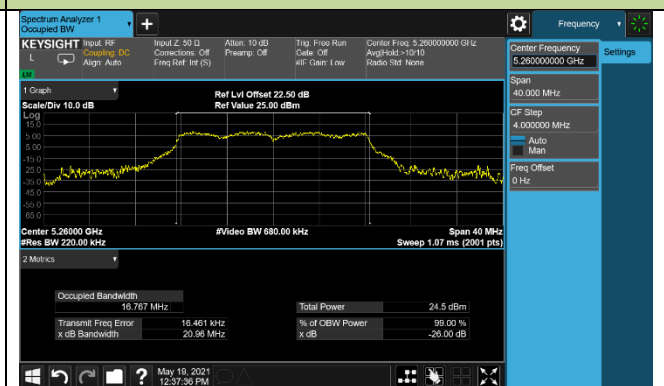 Spectrum Analyzer 1
Occupied BW
+
Frequency
KEYSIGHT
L
Input: RF
Coupling: DC
Align: Auto
Input Z: 50 Ω
Corrections: Off
Freq Ref: Int (S)
Atten: 10 dB
Preamp: Off
Trig: Free Run
Gate: Off
#IF Gain: Low
Center Freq: 5.260000000 GHz
Avg|Hold:>10/10
Radio Std: None
Center Frequency
5.260000000 GHz
Settings
Span
40.000 MHz
CF Step
4.000000 MHz
Auto
Man
Freq Offset
0 Hz
1 Graph
Scale/Div 10.0 dB
Ref Lvl Offset 22.50 dB
Ref Value 25.00 dBm
Log
15.0
5.00
-5.00
-15.0
-25.0
-35.0
-45.0
-55.0
-65.0
Center 5.26000 GHz
#Res BW 220.00 kHz
#Video BW 680.00 kHz
Span 40 MHz
Sweep 1.07 ms (2001 pts)
2 Metrics
Occupied Bandwidth
16.767 MHz
Total Power 24.5 dBm
Transmit Freq Error 16.461 kHz
% of OBW Power 99.00 %
x dB Bandwidth 20.96 MHz
x dB -26.00 dB
?
May 19, 2021
12:37:36 PM